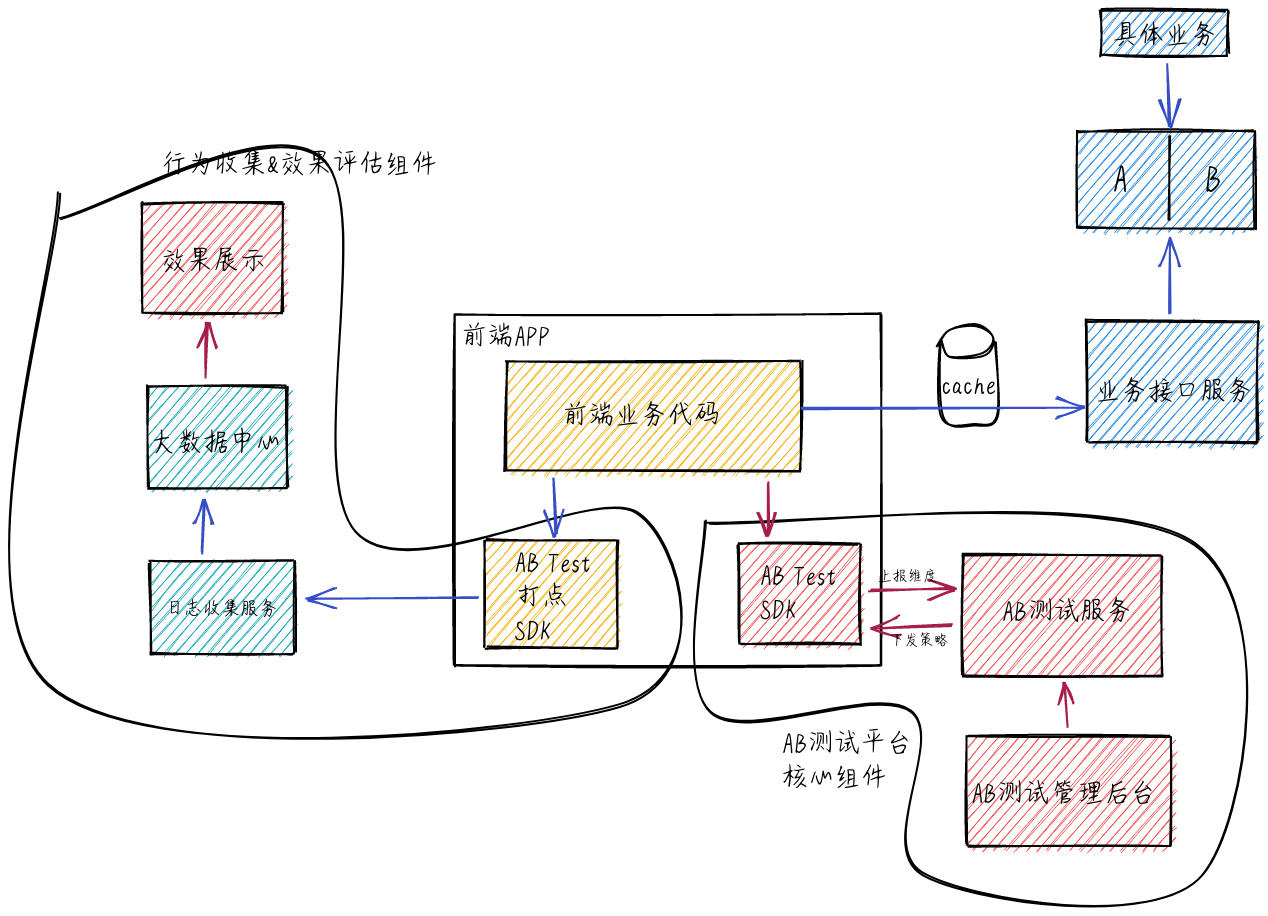 具体业务
A
B
行为收集&效果评估组件
效果展示
前端APP
cache
业务接口服务
前端业务代码
大数据中心
AB Test
打点
SDK
AB Test
SDK
上报维度
下发策略
AB测试服务
日志收集服务
AB测试平台
核心组件
AB测试管理后台